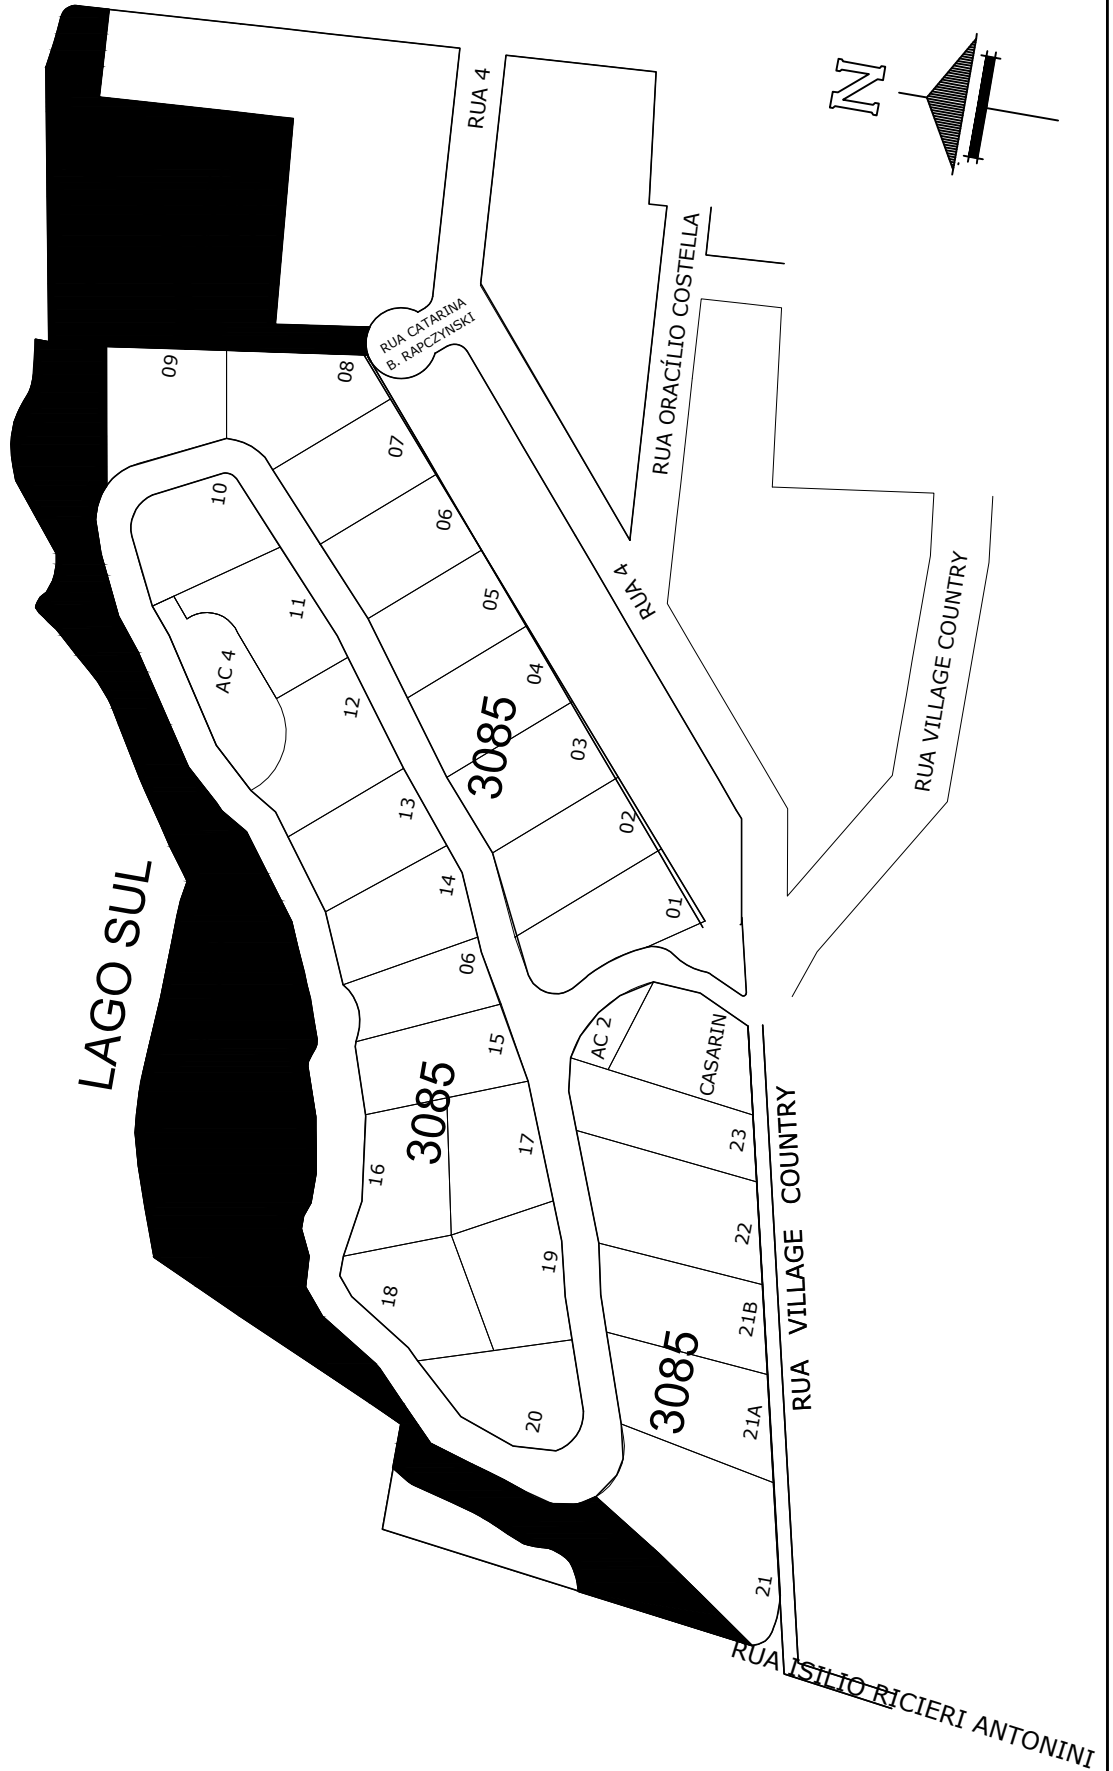 N
RUA 4
RUA ORACÍLIO COSTELLA
RUA CATARINA
B. RAPCZYNSKI
09
08
07
10
06
RUA 4
RUA VILLAGE COUNTRY
11
05
AC 4
04
12
3085
03
13
02
14
01
LAGO SUL
06
15
AC 2
CASARIN
3085
RUA VILLAGE COUNTRY
23
17
16
22
19
18
21B
3085
20
21A
21
RUA ISILIO RICIERI ANTONINI